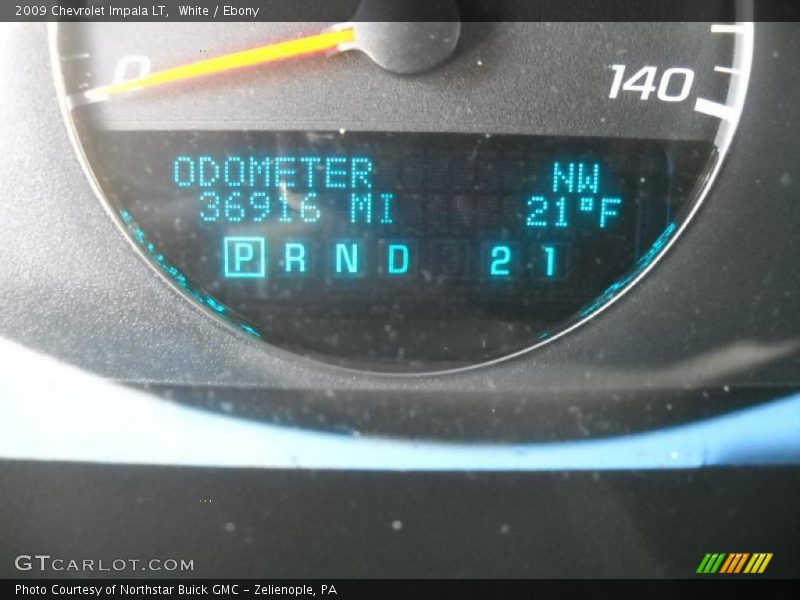 2009 Chevrolet Impala LT,  White / Ebony
0
140
ODOMETER NW
36916 MI 21°F
P R N D 2 1
GTCARLOT.COM
Photo Courtesy of Northstar Buick GMC - Zelienople, PA